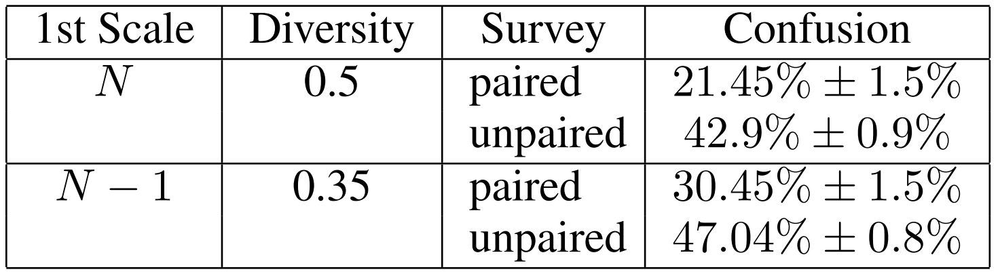 1st Scale Diversity Survey Confusion
N 0.5 paired 21.45% ± 1.5%
unpaired 42.9% ± 0.9%
N − 1 0.35 paired 30.45% ± 1.5%
unpaired 47.04% ± 0.8%